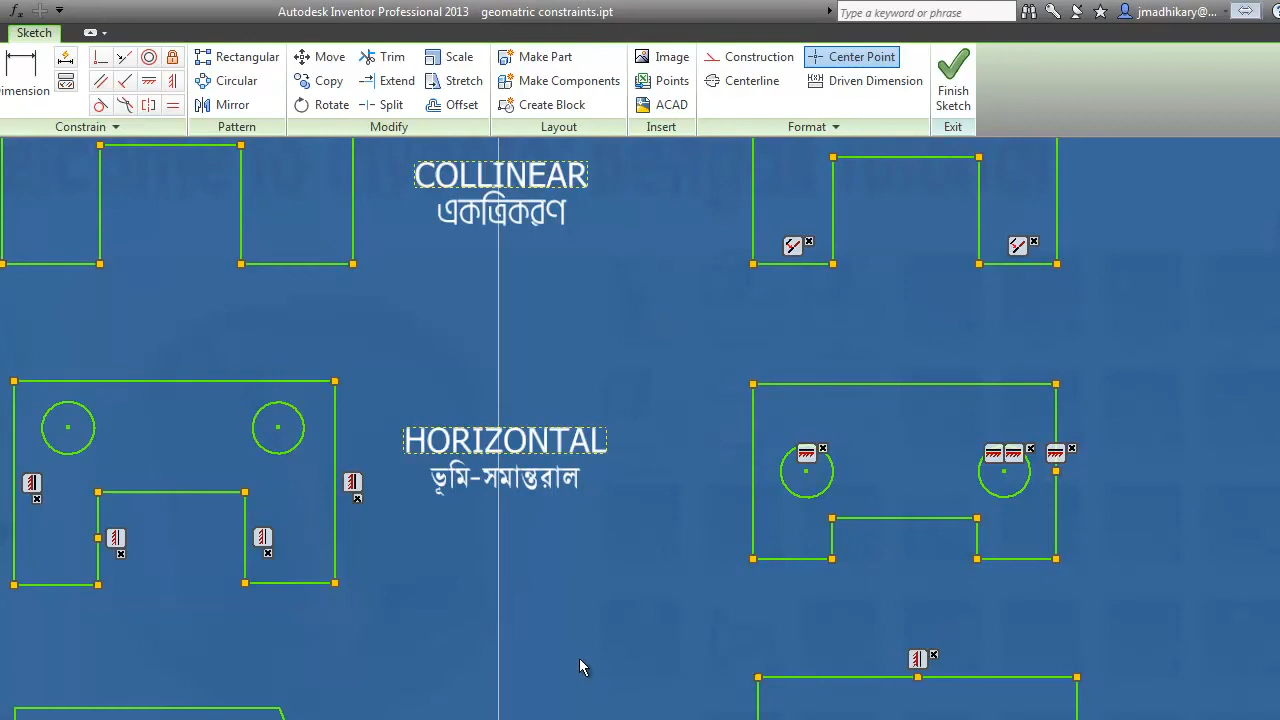 Autodesk Inventor Professional 2013 geomatric constraints.ipt
Type a keyword or phrase
jmadhikary@...
Sketch
imension
Rectangular
Circular
Mirror
Move
Copy
Rotate
Trim
Extend
Split
Scale
Stretch
Offset
Make Part
Make Components
Create Block
Image
Points
ACAD
Construction
Centerline
Center Point
Driven Dimension
Finish
Sketch
Constrain
Pattern
Modify
Layout
Insert
Format
Exit
COLLINEAR
একত্রিকরণ
HORIZONTAL
ভূমি-সমান্তরাল